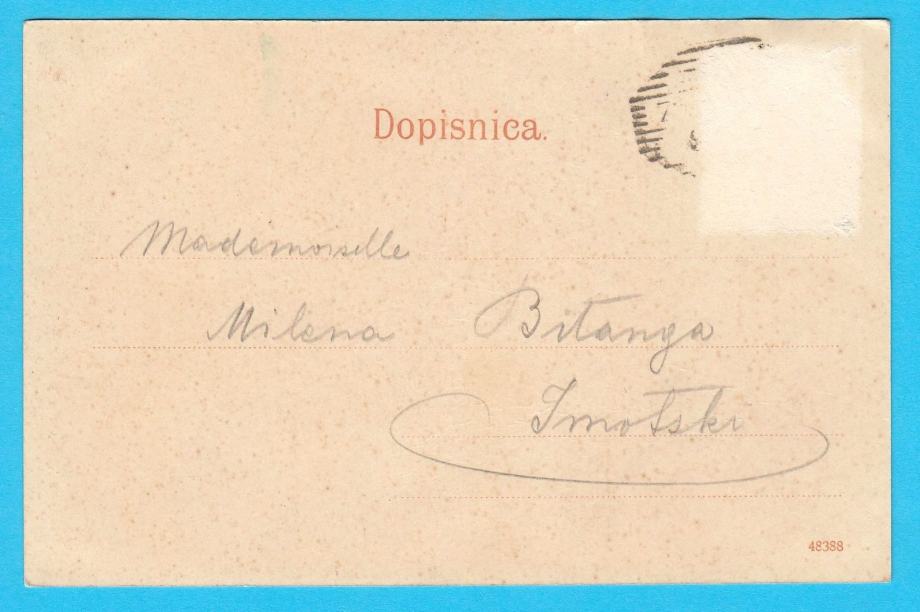 Dopisnica.
Mademoiselle
Milena Bitanga
Imotski
48388